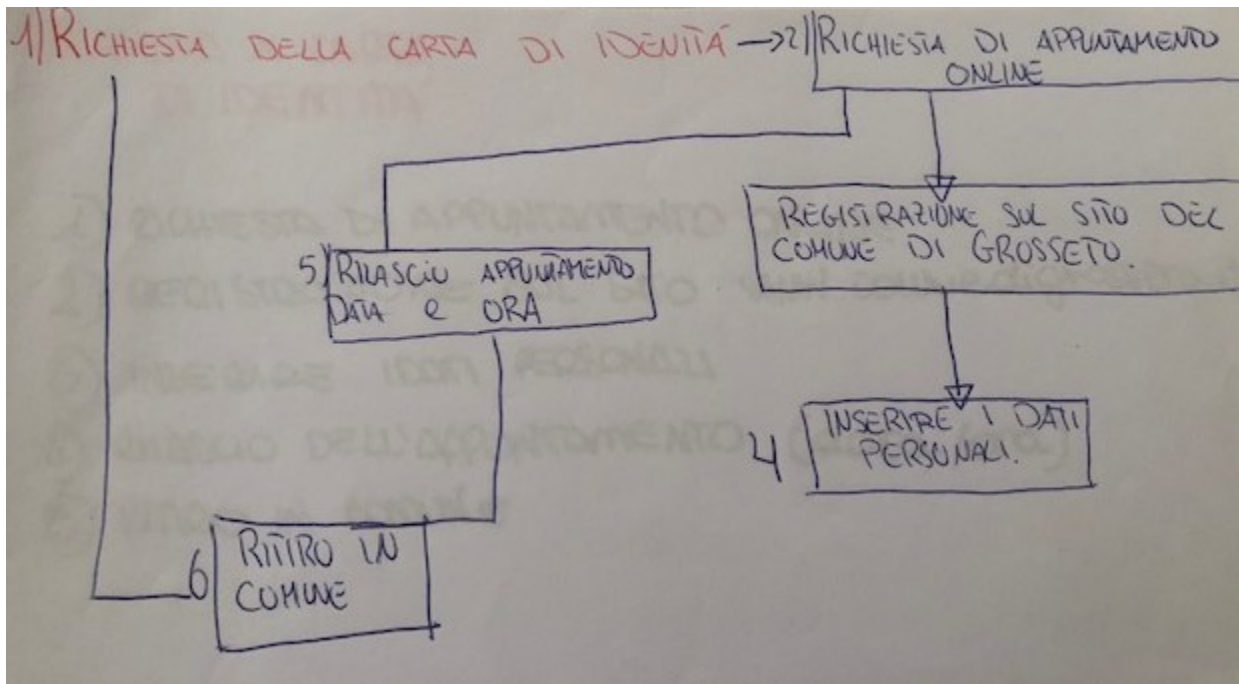 1) RICHIESTA DELLA CARTA DI IDENTITÁ → 2) RICHIESTA DI APPUNTAMENTO
ONLINE
REGISTRAZIONE SUL SITO DEL
COMUNE DI GROSSETO.
5) RILASCIO APPUNTAMENTO
DATA e ORA
4 INSERIRE I DATI
PERSONALI.
6 RITIRO IN
COMUNE